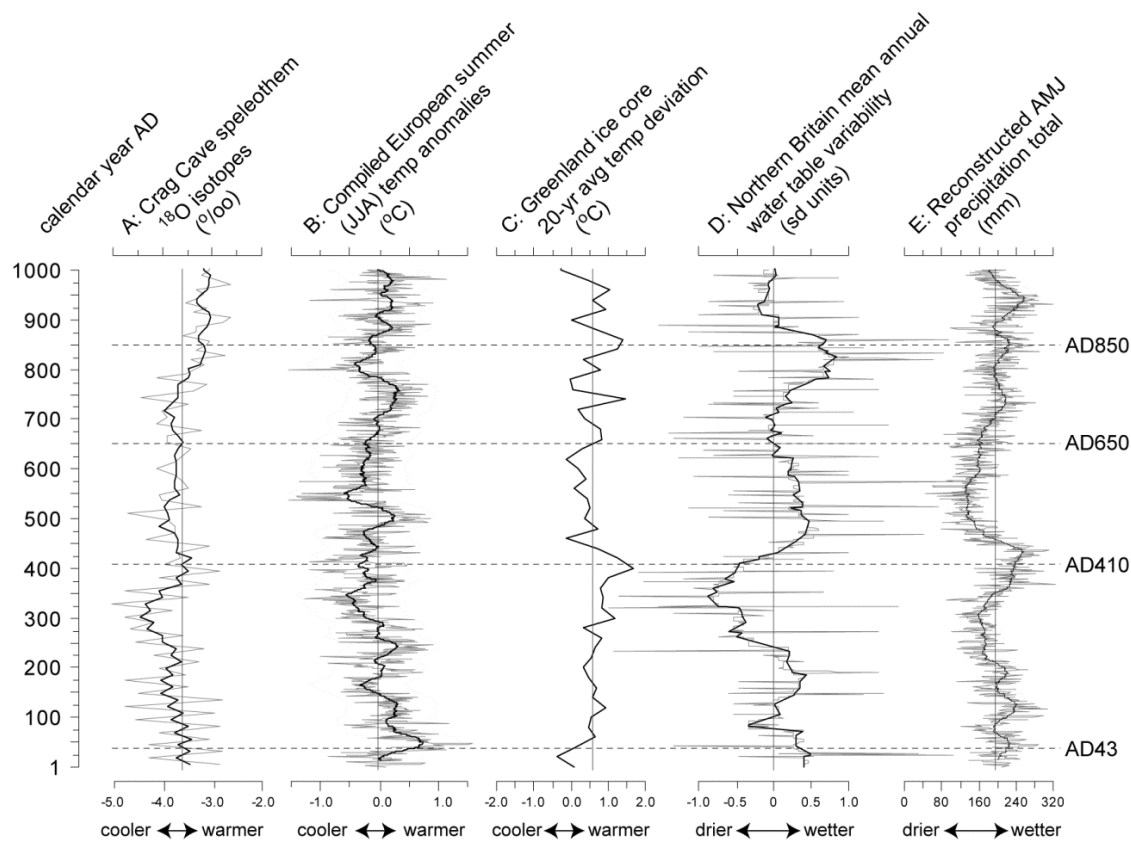 calendar year AD
A: Crag Cave speleothem
18O isotopes
(º/oo)
B: Compiled European summer
(JJA) temp anomalies
(ºC)
C: Greenland ice core
20-yr avg temp deviation
(ºC)
D: Northern Britain mean annual
water table variability
(sd units)
E: Reconstructed AMJ
precipitation total
(mm)
1000
900
AD850
800
700
AD650
600
500
AD410
400
300
200
100
AD43
1
-5.0 -4.0 -3.0 -2.0 -1.0 0.0 1.0 -2.0 -1.0 0.0 1.0 2.0 -1.0 -0.5 0 0.5 1.0 0 80 160 240 320
cooler warmer cooler warmer cooler warmer drier wetter drier wetter